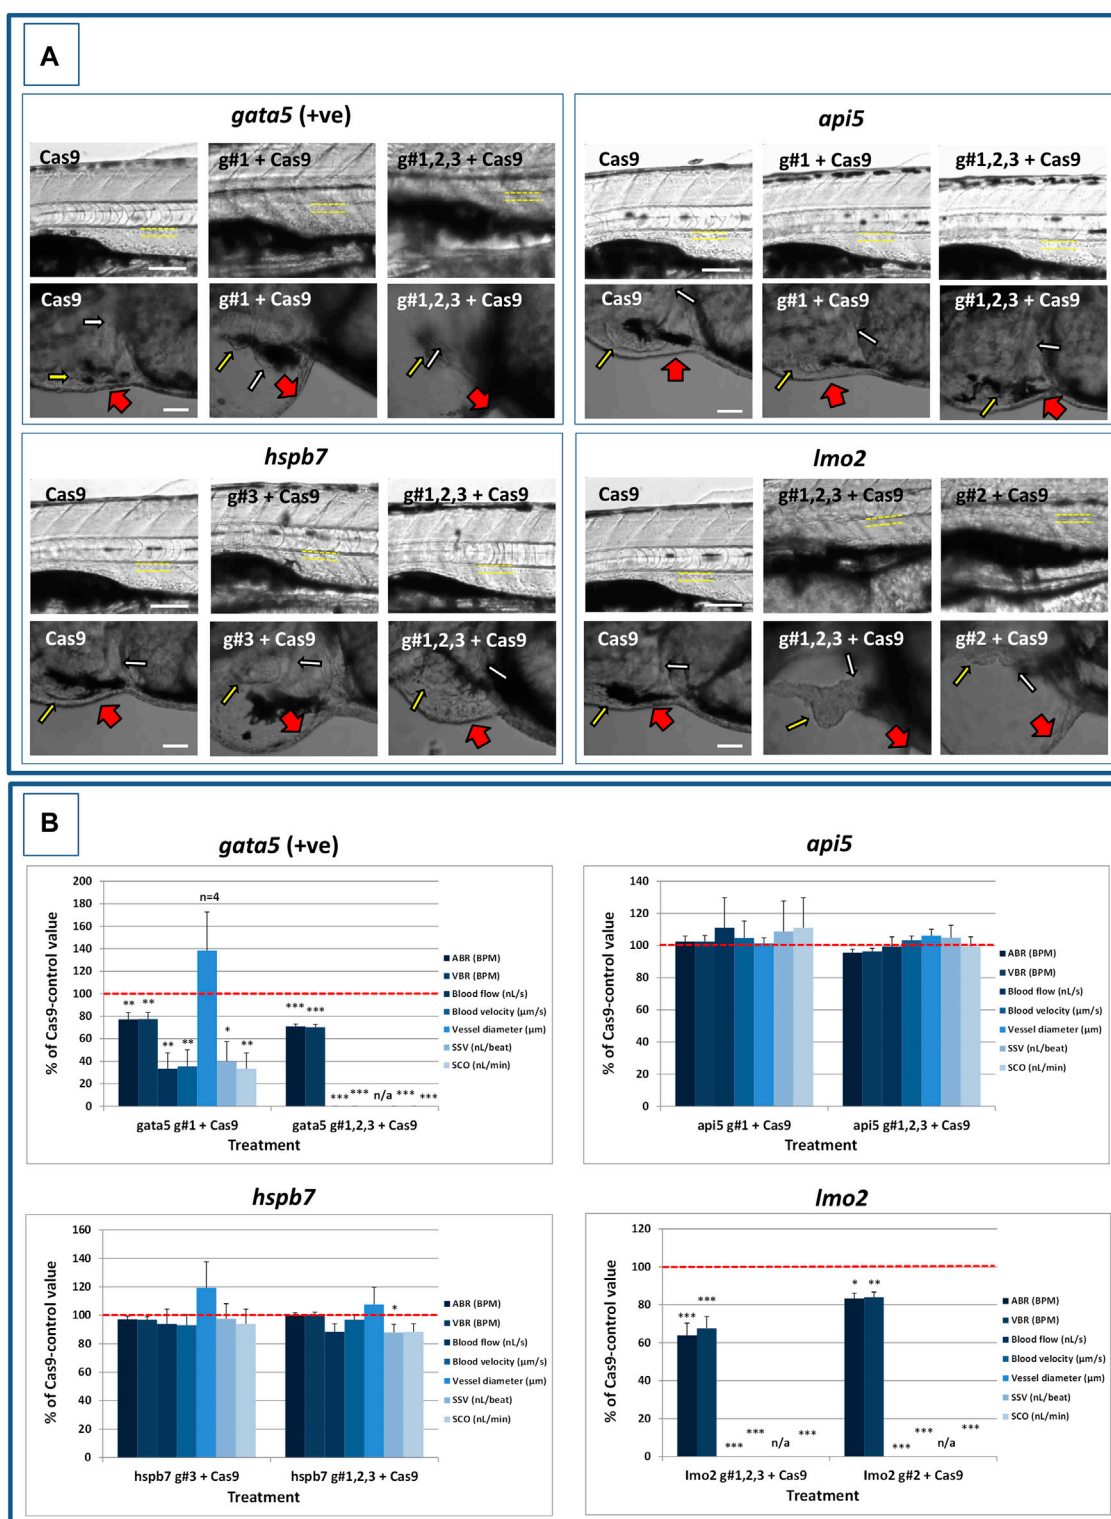 A
gata5 (+ve)
Cas9
g#1 + Cas9
g#1,2,3 + Cas9
Cas9
g#1 + Cas9
g#1,2,3 + Cas9
api5
Cas9
g#1 + Cas9
g#1,2,3 + Cas9
Cas9
g#1 + Cas9
g#1,2,3 + Cas9
hspb7
Cas9
g#3 + Cas9
g#1,2,3 + Cas9
Cas9
g#3 + Cas9
g#1,2,3 + Cas9
lmo2
Cas9
g#1,2,3 + Cas9
g#2 + Cas9
Cas9
g#1,2,3 + Cas9
g#2 + Cas9
B
gata5 (+ve)
% of Cas9-control value
200
180
160
140
120
100
80
60
40
20
0
n=4
** ** ** ** * **
*** *** *** *** n/a *** ***
gata5 g#1 + Cas9
gata5 g#1,2,3 + Cas9
Treatment
ABR (BPM)
VBR (BPM)
Blood flow (nL/s)
Blood velocity (µm/s)
Vessel diameter (µm)
SSV (nL/beat)
SCO (nL/min)
api5
% of Cas9-control value
140
120
100
80
60
40
20
0
api5 g#1 + Cas9
api5 g#1,2,3 + Cas9
Treatment
ABR (BPM)
VBR (BPM)
Blood flow (nL/s)
Blood velocity (µm/s)
Vessel diameter (µm)
SSV (nL/beat)
SCO (nL/min)
hspb7
% of Cas9-control value
160
140
120
100
80
60
40
20
0
*
hspb7 g#3 + Cas9
hspb7 g#1,2,3 + Cas9
Treatment
ABR (BPM)
VBR (BPM)
Blood flow (nL/s)
Blood velocity (µm/s)
Vessel diameter (µm)
SSV (nL/beat)
SCO (nL/min)
lmo2
% of Cas9-control value
120
100
80
60
40
20
0
*** *** *** *** n/a ***
* ** *** *** n/a ***
lmo2 g#1,2,3 + Cas9
lmo2 g#2 + Cas9
Treatment
ABR (BPM)
VBR (BPM)
Blood flow (nL/s)
Blood velocity (µm/s)
Vessel diameter (µm)
SSV (nL/beat)
SCO (nL/min)